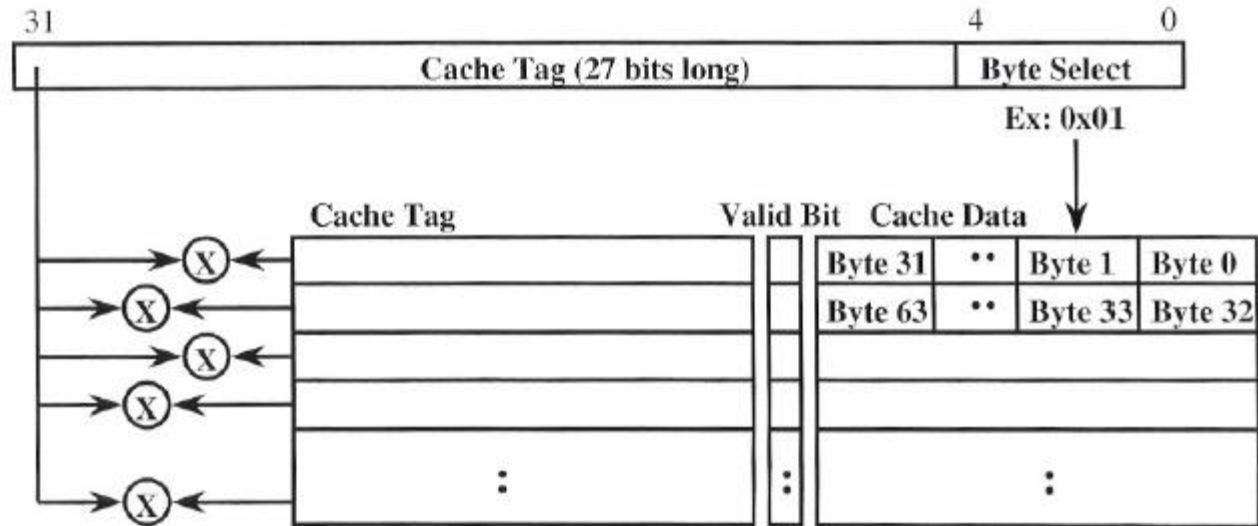 31 4 0
Cache Tag (27 bits long) Byte Select
Ex: 0x01
Cache Tag Valid Bit Cache Data
X Byte 31 •• Byte 1 Byte 0
X Byte 63 •• Byte 33 Byte 32
X
X
X : : :